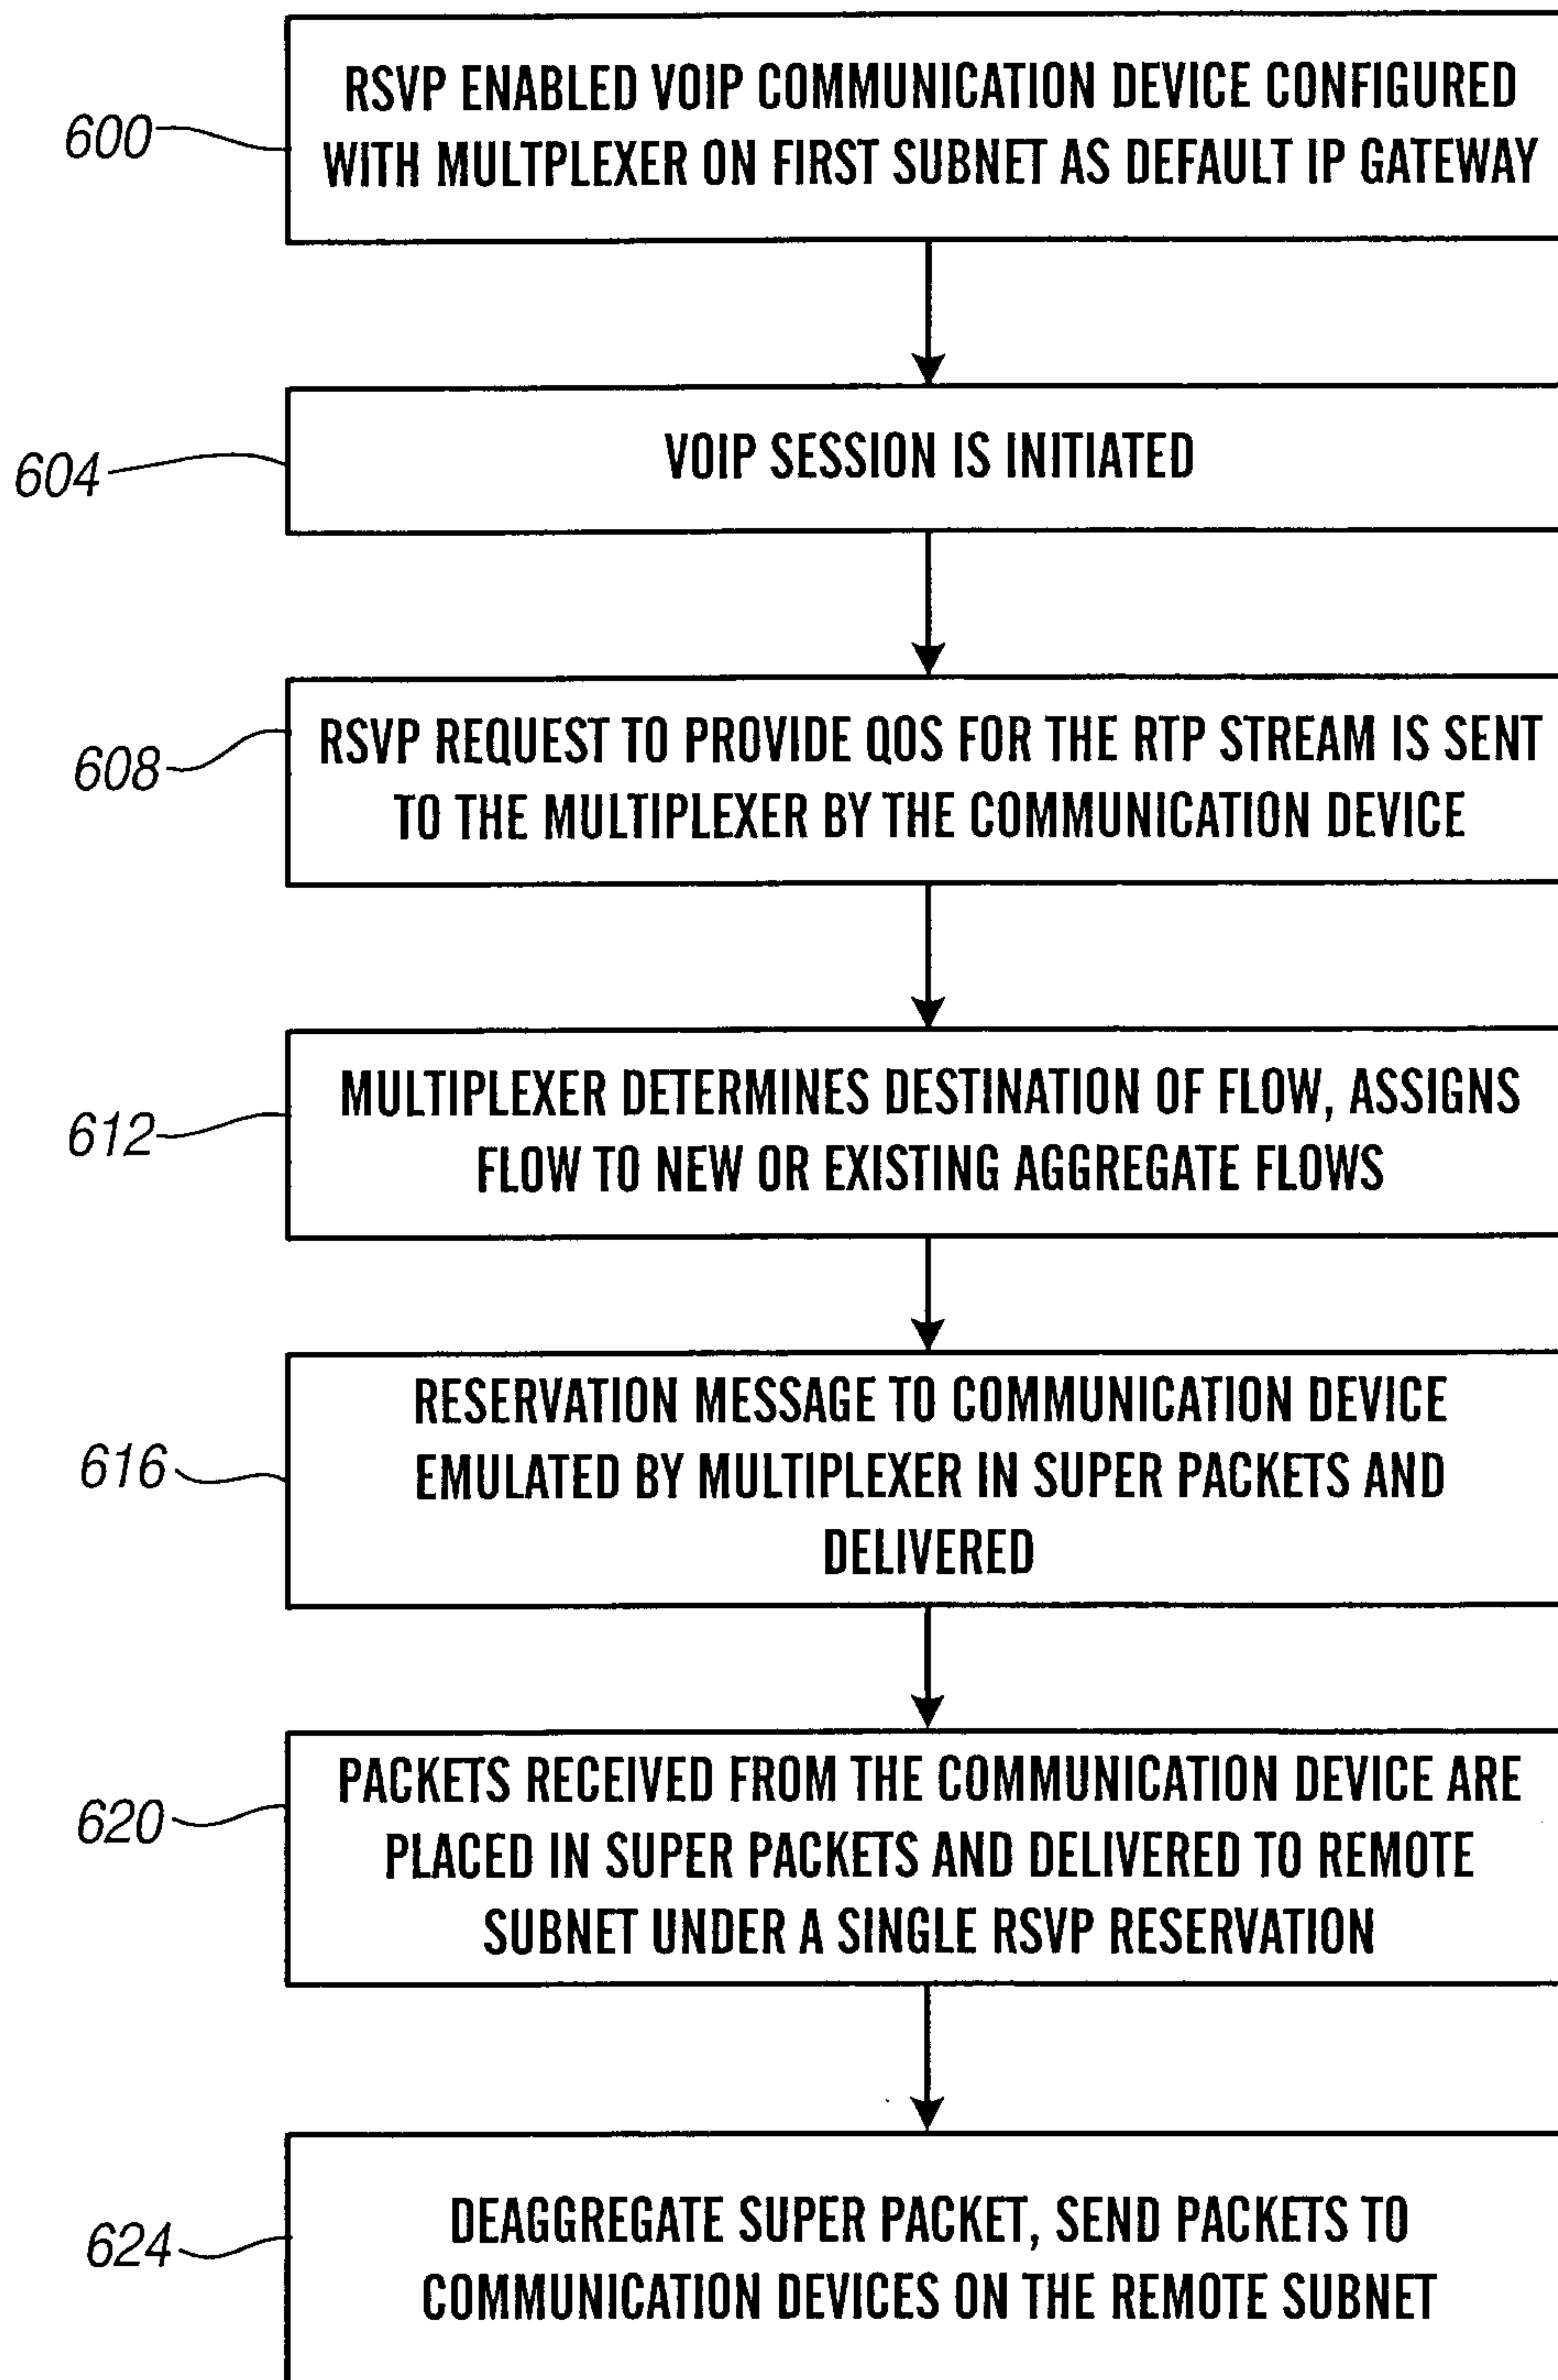 600
RSVP ENABLED VOIP COMMUNICATION DEVICE CONFIGURED
WITH MULTPLEXER ON FIRST SUBNET AS DEFAULT IP GATEWAY
604
VOIP SESSION IS INITIATED
608
RSVP REQUEST TO PROVIDE QOS FOR THE RTP STREAM IS SENT
TO THE MULTIPLEXER BY THE COMMUNICATION DEVICE
612
MULTIPLEXER DETERMINES DESTINATION OF FLOW, ASSIGNS
FLOW TO NEW OR EXISTING AGGREGATE FLOWS
616
RESERVATION MESSAGE TO COMMUNICATION DEVICE
EMULATED BY MULTIPLEXER IN SUPER PACKETS AND
DELIVERED
620
PACKETS RECEIVED FROM THE COMMUNICATION DEVICE ARE
PLACED IN SUPER PACKETS AND DELIVERED TO REMOTE
SUBNET UNDER A SINGLE RSVP RESERVATION
624
DEAGGREGATE SUPER PACKET, SEND PACKETS TO
COMMUNICATION DEVICES ON THE REMOTE SUBNET